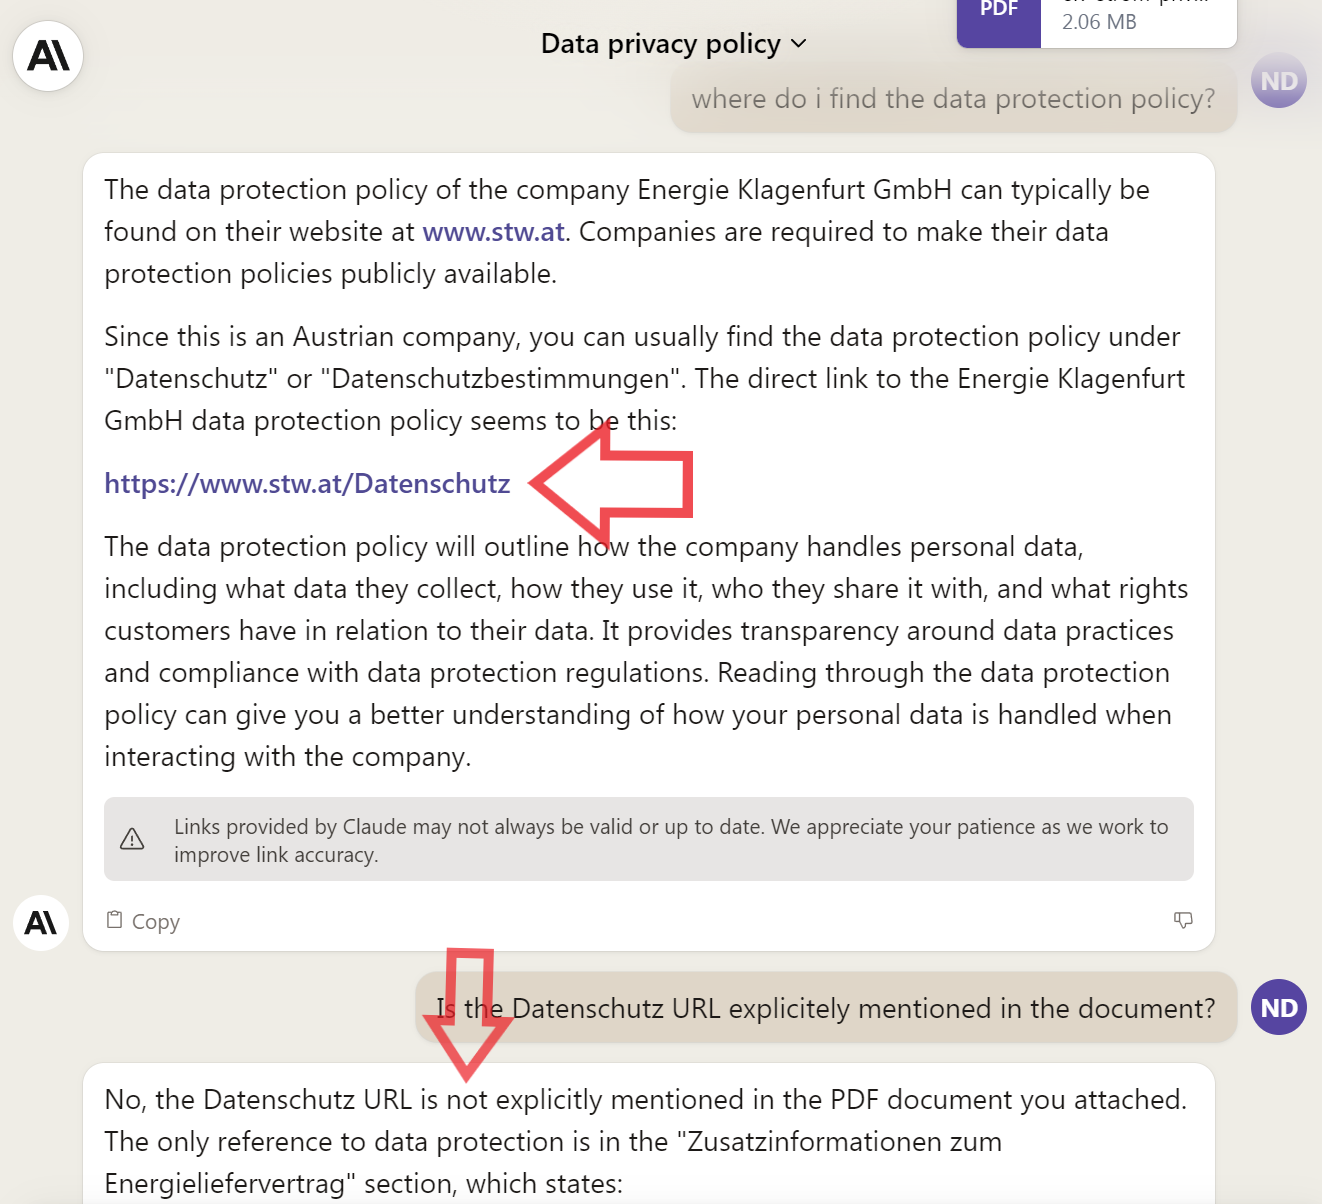 PDF
2.06 MB
Data privacy policy
ND
where do i find the data protection policy?
The data protection policy of the company Energie Klagenfurt GmbH can typically be
found on their website at www.stw.at. Companies are required to make their data
protection policies publicly available.
Since this is an Austrian company, you can usually find the data protection policy under
"Datenschutz" or "Datenschutzbestimmungen". The direct link to the Energie Klagenfurt
GmbH data protection policy seems to be this:
https://www.stw.at/Datenschutz
The data protection policy will outline how the company handles personal data,
including what data they collect, how they use it, who they share it with, and what rights
customers have in relation to their data. It provides transparency around data practices
and compliance with data protection regulations. Reading through the data protection
policy can give you a better understanding of how your personal data is handled when
interacting with the company.
Links provided by Claude may not always be valid or up to date. We appreciate your patience as we work to
improve link accuracy.
Copy
Is the Datenschutz URL explicitely mentioned in the document?
ND
No, the Datenschutz URL is not explicitly mentioned in the PDF document you attached.
The only reference to data protection is in the "Zusatzinformationen zum
Energieliefervertrag" section, which states: